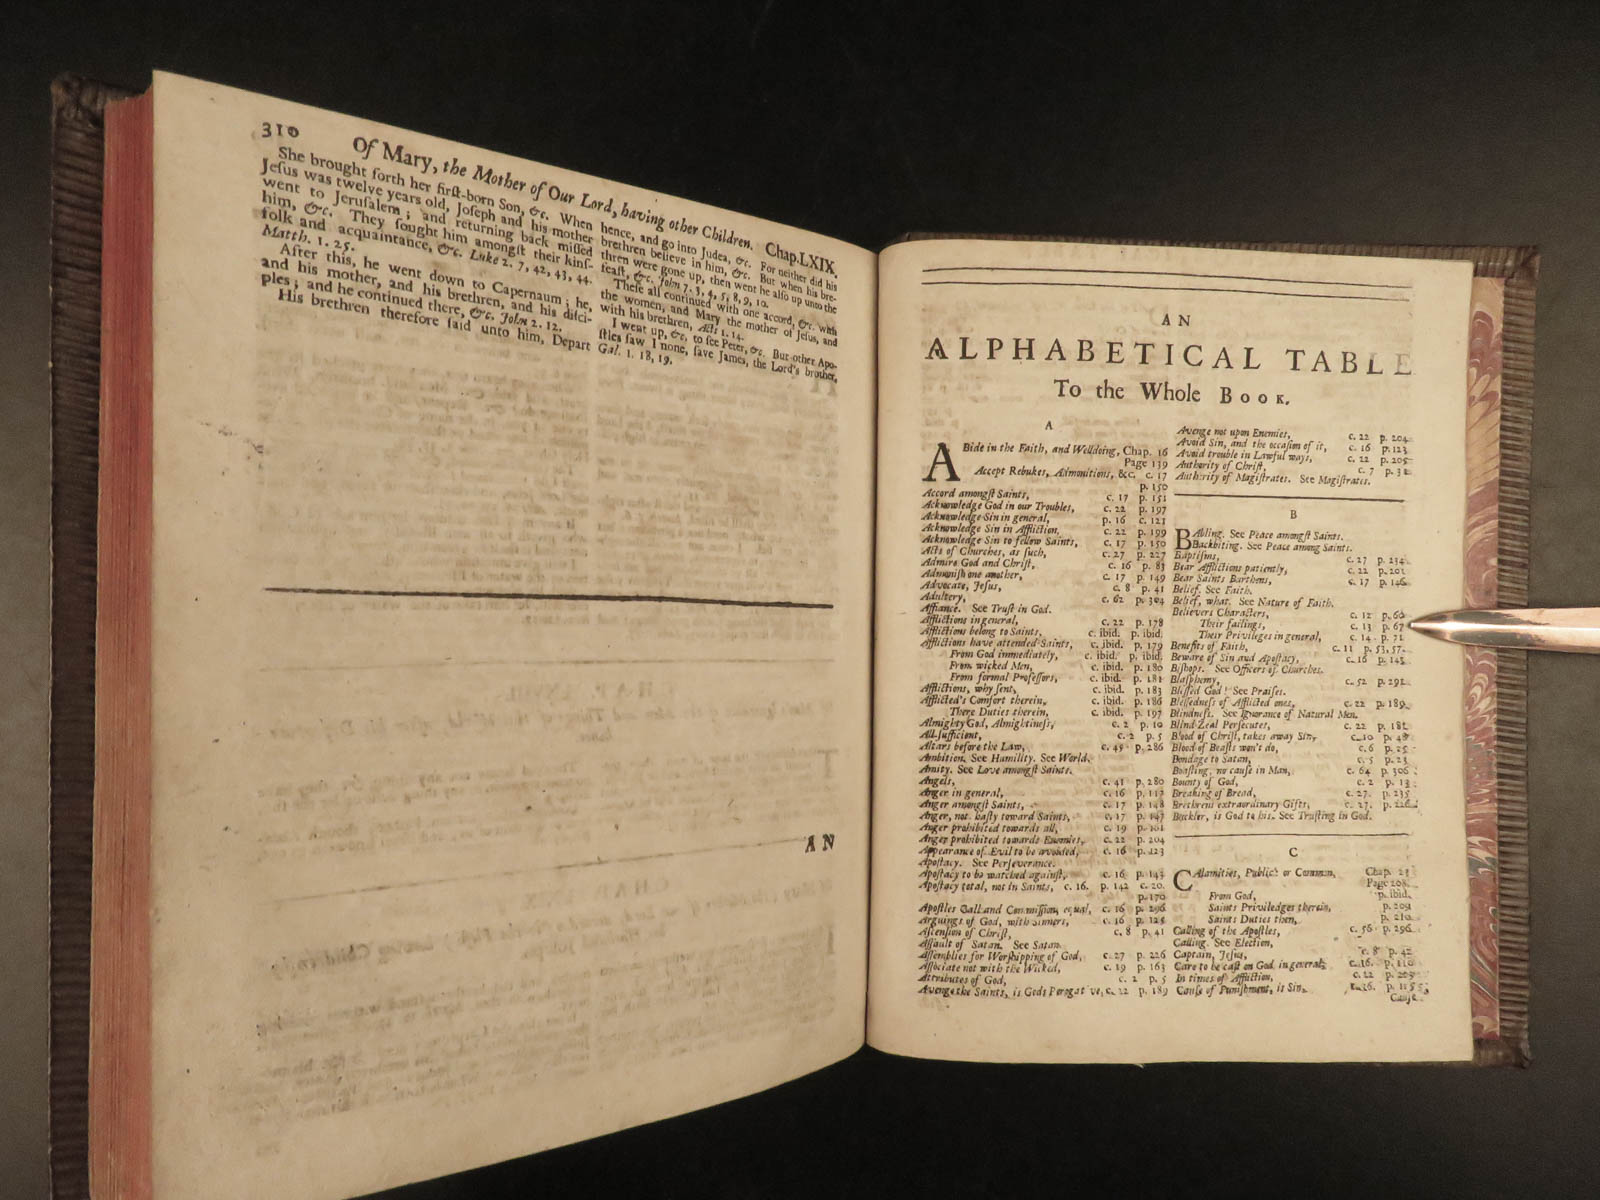 310 Of Mary, the Mother of Our Lord, having other Children. Chap.LXIX.
She brought forth her firſt-born Son, &c. When
Jeſus was twelve years old, Joſeph and his mother
went to Jeruſalem; and returning back miſſed
him, &c. They ſought him amongſt their kinſ-
folk and acquaintance, &c. Luke 2. 7, 42, 43, 44.
Matth. 1. 25.
After this, he went down to Capernaum; he,
and his mother, and his brethren, and his diſci-
ples; and he continued there, &c. John 2. 12.
His brethren therefore ſaid unto him, Depart
hence, and go into Judea, &c. For neither did his
brethren believe in him, &c. But when his bre-
thren were gone up, then went he alſo up unto the
feaſt, &c. John 7. 3, 4, 5, 8, 9, 10.
Theſe all continued with one accord, &c. with
the women, and Mary the mother of Jeſus, and
with his brethren, Acts 1. 14.
I went up, &c. to ſee Peter, &c. But other Apo-
ſtles ſaw I none, ſave James, the Lord's brother,
Gal. 1. 18, 19.
AN
AN
ALPHABETICAL TABLE
To the Whole BOOK.
A
ABide in the Faith, and Welldoing, Chap. 16
Page 139
Accept Rebukes, Admonitions, &c. c. 17
p. 150
Accord amongſt Saints, c. 17 p. 151
Acknowledge God in our Troubles, c. 22 p. 197
Acknowledge Sin in general, p. 16 c. 121
Acknowledge Sin in Affliction, c. 22 p. 199
Acknowledge Sin to fellow Saints, c. 17 p. 150
Acts of Churches, as ſuch, c. 27 p. 227
Admire God and Chriſt, c. 16 p. 83
Admoniſh one another, c. 17 p. 149
Advocate, Jeſus, c. 8 p. 41
Adultery, c. 62 p. 304
Affiance. See Truſt in God.
Afflictions in general, c. 22 p. 178
Afflictions belong to Saints, c. ibid. p. ibid.
Afflictions have attended Saints, c. ibid. p. 179
From God immediately, c. ibid. p. ibid.
From wicked Men, c. ibid. p. 180
From formal Profeſſors, c. ibid. p. 181
Afflictions, why ſent, c. ibid. p. 183
Afflicted's Comfort therein, c. ibid. p. 186
There Duties therein, c. ibid. p. 197
Almighty God, Almightineſs, c. 2 p. 10
All-ſufficient, c. 2 p. 5
Altars before the Law, c. 49 p. 286
Ambition. See Humility. See World.
Amity. See Love amongſt Saints.
Angels, c. 41 p. 280
Anger in general, c. 16 p. 117
Anger amongſt Saints, c. 17 p. 148
Anger, not haſty toward Saints, c. 17 p. 147
Anger prohibited towards all, c. 19 p. 161
Anger prohibited towards Enemies, c. 22 p. 204
Appearance of Evil to be avoided, c. 16 p. 123
Apoſtacy. See Perſeverance.
Apoſtacy to be watched againſt, c. 16 p. 143
Apoſtacy total, not in Saints, c. 16. p. 142 c. 20.
p. 170
Apoſtles Call and Commiſſion, equal, c. 16 p. 296
Arguings of God, with Sinners, c. 16 p. 125
Aſcenſion of Chriſt, c. 8 p. 41
Aſſault of Satan. See Satan.
Aſſemblies for Worſhipping of God, c. 27 p. 226
Aſſociate not with the Wicked, c. 19 p. 163
Attributes of God, c. 2 p. 5
Avenge the Saints, is Gods Perogative, c. 22 p. 189
Avenge not upon Enemies, c. 22 p. 204
Avoid Sin, and the occaſion of it, c. 16 p. 123
Avoid trouble in Lawful ways, c. 22 p. 205
Authority of Chriſt, c. 7 p. 32
Authority of Magiſtrates. See Magiſtrates.
B
BAbling. See Peace amongſt Saints.
Backbiting. See Peace among Saints.
Baptiſms, c. 27 p. 234
Bear Afflictions patiently, c. 22 p. 201
Bear Saints Burthens, c. 17 p. 146
Belief. See Faith.
Belief, what. See Nature of Faith.
Believers Characters, c. 12 p. 60
Their failings, c. 13 p. 67
Their Privileges in general, c. 14 p. 71
Benefits of Faith, c. 11 p. 53, 57
Beware of Sin and Apoſtacy, c. 16 p. 145
Biſhops. See Officers of Churches.
Blaſphemy, c. 52 p. 291
Bleſſed God! See Praiſes.
Bleſſedneſs of Afflicted ones, c. 22 p. 189
Blindneſs. See Ignorance of Natural Men.
Blind Zeal Perſecutes, c. 22 p. 182
Blood of Chriſt, takes away Sin, c. 10 p. 48
Blood of Beaſts won't do, c. 6 p. 25
Bondage to Satan, c. 5 p. 23
Boaſting, no cauſe in Man, c. 64 p. 306
Bounty of God, c. 2 p. 13
Breaking of Bread, c. 27. p. 235
Brethrens extraordinary Gifts, c. 27. p. 226
Buckler, is God to his. See Truſting in God.
C
CAlamities, Publick or Common, Chap. 23
Page 208
From God, p. ibid.
Saints Priviledges therein, p. 209
Saints Duties then, p. 210
Calling of the Apoſtles, c. 56 p. 296
Calling. See Election,
Captain, Jeſus, c. 8 p. 42
Care to be caſt on God in general, c. 16. p. 110
In times of Affliction, c. 22 p. 205
Cauſe of Puniſhment, is Sin, c. 26. p. 115
Cauſe